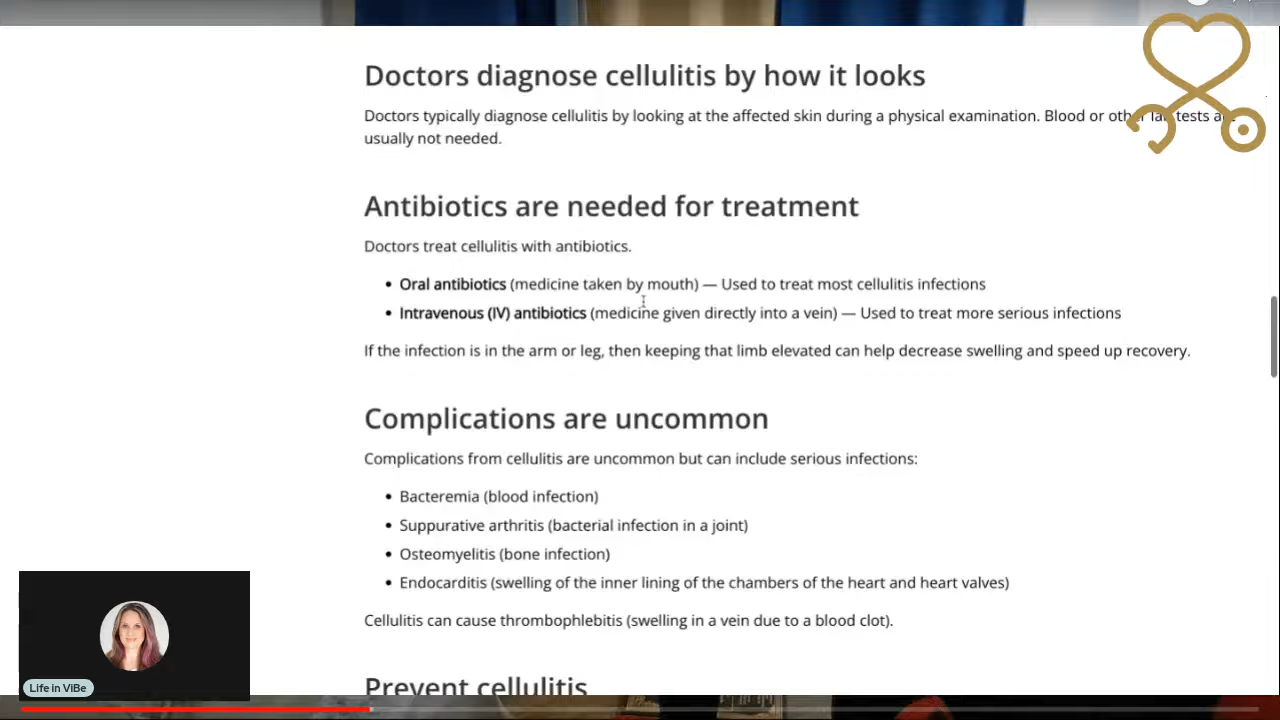 Doctors diagnose cellulitis by how it looks
Doctors typically diagnose cellulitis by looking at the affected skin during a physical examination. Blood or other lab tests are
usually not needed.
Antibiotics are needed for treatment
Doctors treat cellulitis with antibiotics.
• Oral antibiotics (medicine taken by mouth) — Used to treat most cellulitis infections
• Intravenous (IV) antibiotics (medicine given directly into a vein) — Used to treat more serious infections
If the infection is in the arm or leg, then keeping that limb elevated can help decrease swelling and speed up recovery.
Complications are uncommon
Complications from cellulitis are uncommon but can include serious infections:
• Bacteremia (blood infection)
• Suppurative arthritis (bacterial infection in a joint)
• Osteomyelitis (bone infection)
• Endocarditis (swelling of the inner lining of the chambers of the heart and heart valves)
Cellulitis can cause thrombophlebitis (swelling in a vein due to a blood clot).
Prevent cellulitis
Life in ViBe